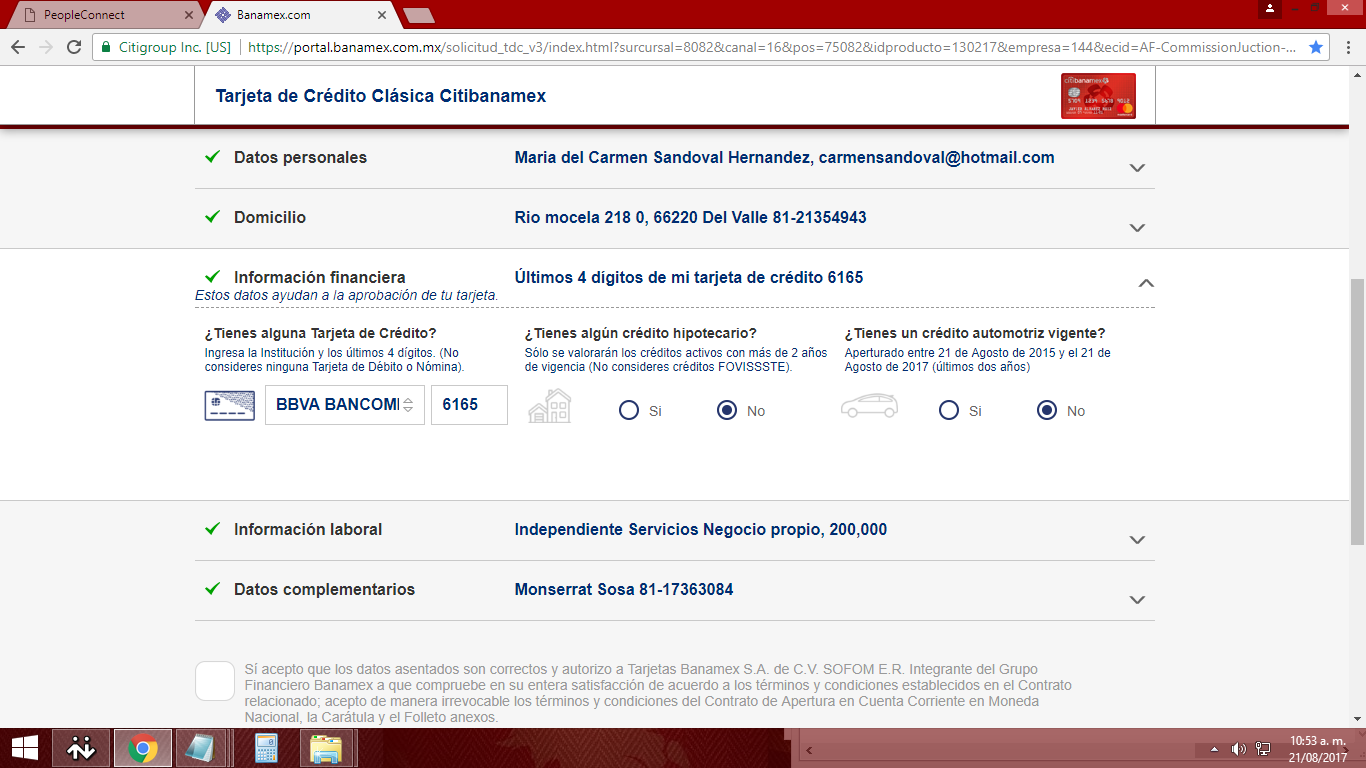 PeopleConnect
Banamex.com
Citigroup Inc. [US] https://portal.banamex.com.mx/solicitud_tdc_v3/index.html?sursursal=8082&canal=16&pos=75082&idproducto=130217&empresa=144&ecid=AF-CommissionJuction-...
Tarjeta de Crédito Clásica Citibanamex
citibanamex
Datos personales Maria del Carmen Sandoval Hernandez, carmensandoval@hotmail.com
Domicilio Rio mocela 218 0, 66220 Del Valle 81-21354943
Información financiera Últimos 4 dígitos de mi tarjeta de crédito 6165
Estos datos ayudan a la aprobación de tu tarjeta.
¿Tienes alguna Tarjeta de Crédito? ¿Tienes algún crédito hipotecario? ¿Tienes un crédito automotriz vigente?
Ingresa la Institución y los últimos 4 dígitos. (No Sólo se valorarán los créditos activos con más de 2 años Aperturado entre 21 de Agosto de 2015 y el 21 de
consideres ninguna Tarjeta de Débito o Nómina). de vigencia (No consideres créditos FOVISSSTE). Agosto de 2017 (últimos dos años)
BBVA BANCOM 6165 Si No Si No
Información laboral Independiente Servicios Negocio propio, 200,000
Datos complementarios Monserrat Sosa 81-17363084
Sí acepto que los datos asentados son correctos y autorizo a Tarjetas Banamex S.A. de C.V. SOFOM E.R. Integrante del Grupo
Financiero Banamex a que compruebe en su entera satisfacción de acuerdo a los términos y condiciones establecidos en el Contrato
relacionado; acepto de manera irrevocable los términos y condiciones del Contrato de Apertura en Cuenta Corriente en Moneda
Nacional, la Carátula y el Folleto anexos.
10:53 a. m.
21/08/2017